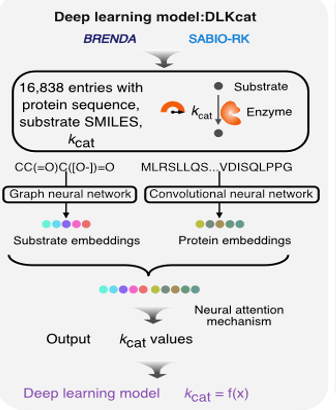 Deep learning model:DLKcat
BRENDA SABIO-RK
16,838 entries with
protein sequence,
substrate SMILES,
kcat
Substrate
kcat Enzyme
CC(=O)C([O-])=O MLRSLLQS...VDISQLPPG
Graph neural network Convolutional neural network
Substrate embeddings Protein embeddings
Neural attention
mechanism
Output kcat values
Deep learning model kcat = f(x)